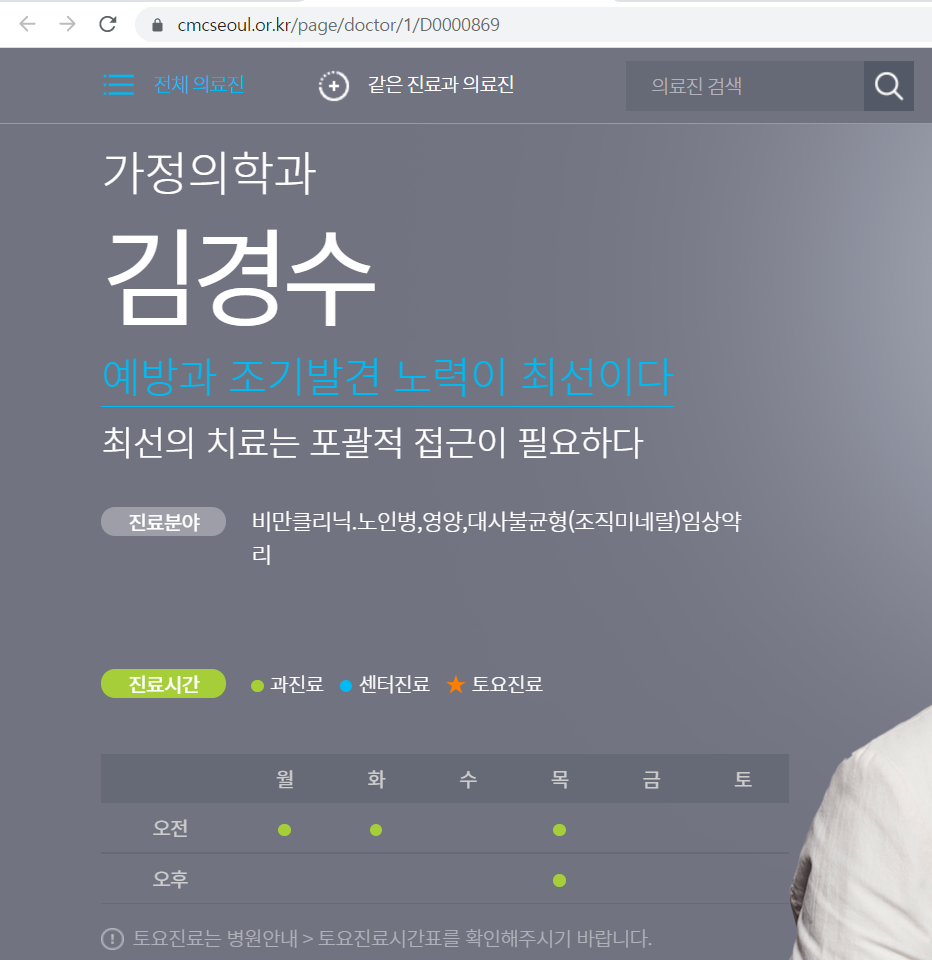 cmcseoul.or.kr/page/doctor/1/D0000869
전체 의료진 같은 진료과 의료진 의료진 검색
가정의학과
김경수
예방과 조기발견 노력이 최선이다
최선의 치료는 포괄적 접근이 필요하다
진료분야 비만클리닉.노인병,영양,대사불균형(조직미네랄)임상약
리
진료시간 과진료 센터진료 토요진료
월 화 수 목 금 토
오전
오후
토요진료는 병원안내 > 토요진료시간표를 확인해주시기 바랍니다.